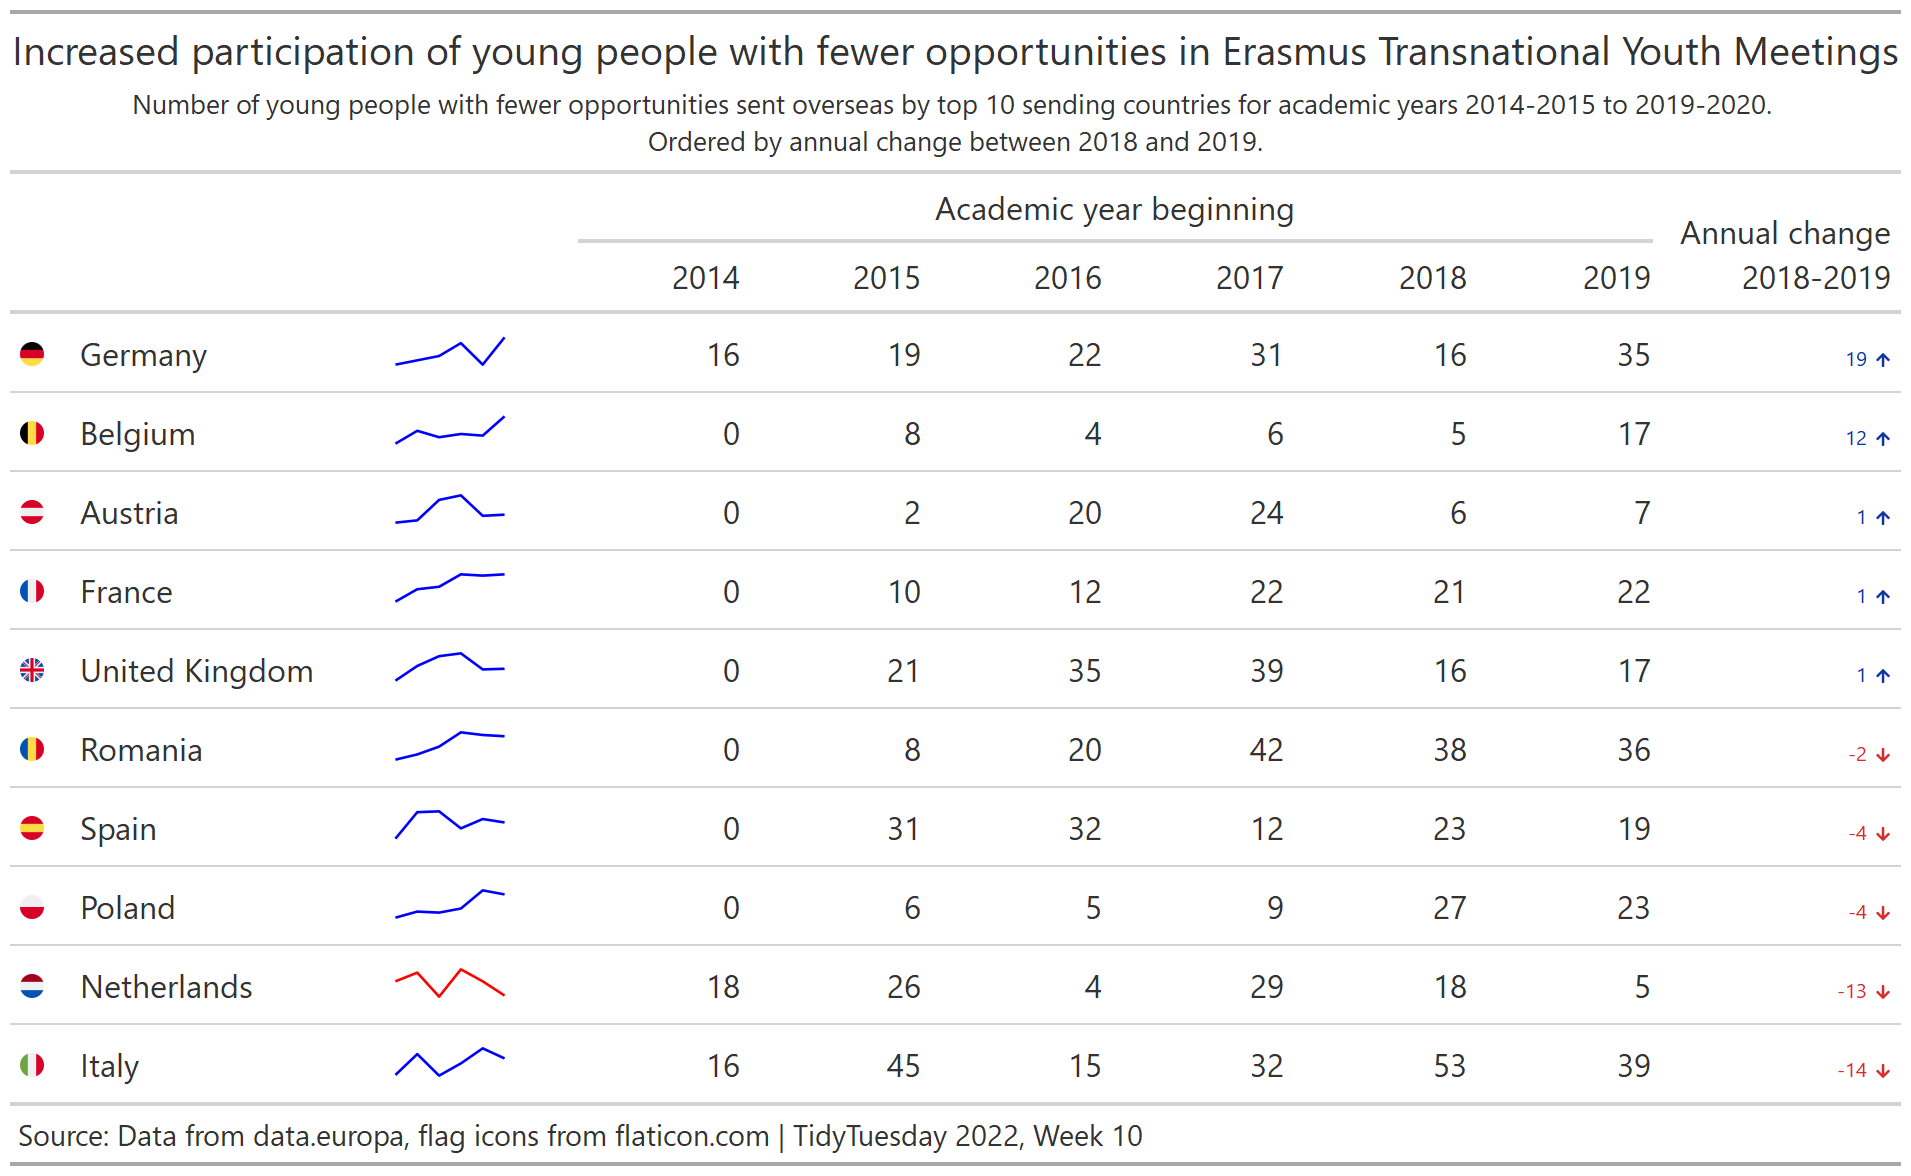 Increased participation of young people with fewer opportunities in Erasmus Transnational Youth Meetings
Number of young people with fewer opportunities sent overseas by top 10 sending countries for academic years 2014-2015 to 2019-2020.
Ordered by annual change between 2018 and 2019.
Academic year beginning
Annual change
2014 2015 2016 2017 2018 2019 2018-2019
Germany 16 19 22 31 16 35 19 ↑
Belgium 0 8 4 6 5 17 12 ↑
Austria 0 2 20 24 6 7 1 ↑
France 0 10 12 22 21 22 1 ↑
United Kingdom 0 21 35 39 16 17 1 ↑
Romania 0 8 20 42 38 36 -2 ↓
Spain 0 31 32 12 23 19 -4 ↓
Poland 0 6 5 9 27 23 -4 ↓
Netherlands 18 26 4 29 18 5 -13 ↓
Italy 16 45 15 32 53 39 -14 ↓
Source: Data from data.europa, flag icons from flaticon.com | TidyTuesday 2022, Week 10